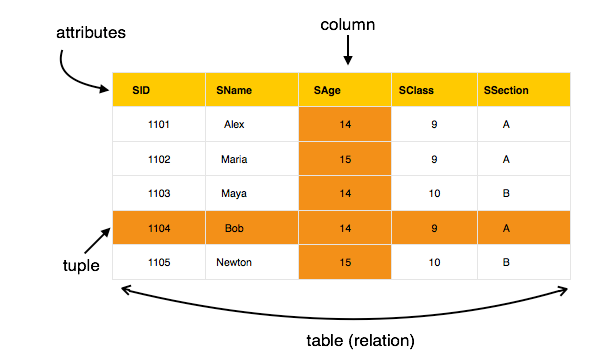 column
attributes
SID SName SAge SClass SSection
1101 Alex 14 9 A
1102 Maria 15 9 A
1103 Maya 14 10 B
1104 Bob 14 9 A
tuple
1105 Newton 15 10 B
table (relation)